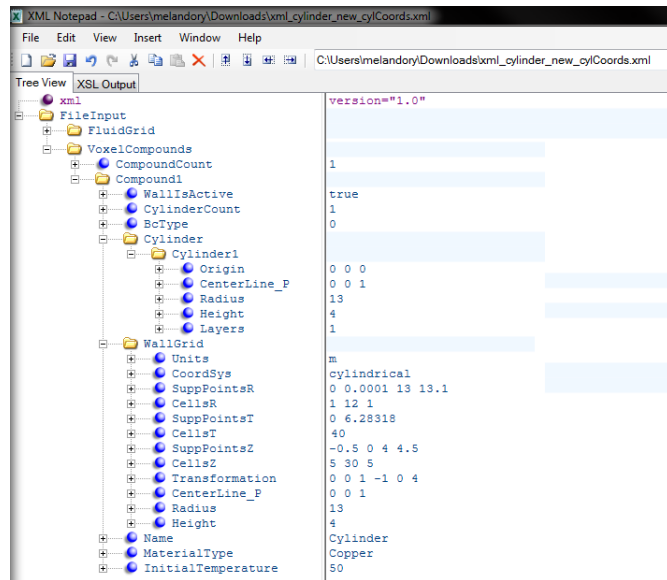 XML Notepad - C:\Users\melandory\Downloads\xml_cylinder_new_cylCoords.xml
File Edit View Insert Window Help
C:\Users\melandory\Downloads\xml_cylinder_new_cylCoords.xml
Tree View XSL Output
xml version="1.0"
FileInput
FluidGrid
VoxelCompounds
CompoundCount 1
Compound1
WallIsActive true
CylinderCount 1
BcType 0
Cylinder
Cylinder1
Origin 0 0 0
CenterLine_P 0 0 1
Radius 13
Height 4
Layers 1
WallGrid
Units m
CoordSys cylindrical
SuppPointsR 0 0.0001 13 13.1
CellsR 1 12 1
SuppPointsT 0 6.28318
CellsT 40
SuppPointsZ -0.5 0 4 4.5
CellsZ 5 30 5
Transformation 0 0 1 -1 0 4
CenterLine_P 0 0 1
Radius 13
Height 4
Name Cylinder
MaterialType Copper
InitialTemperature 50